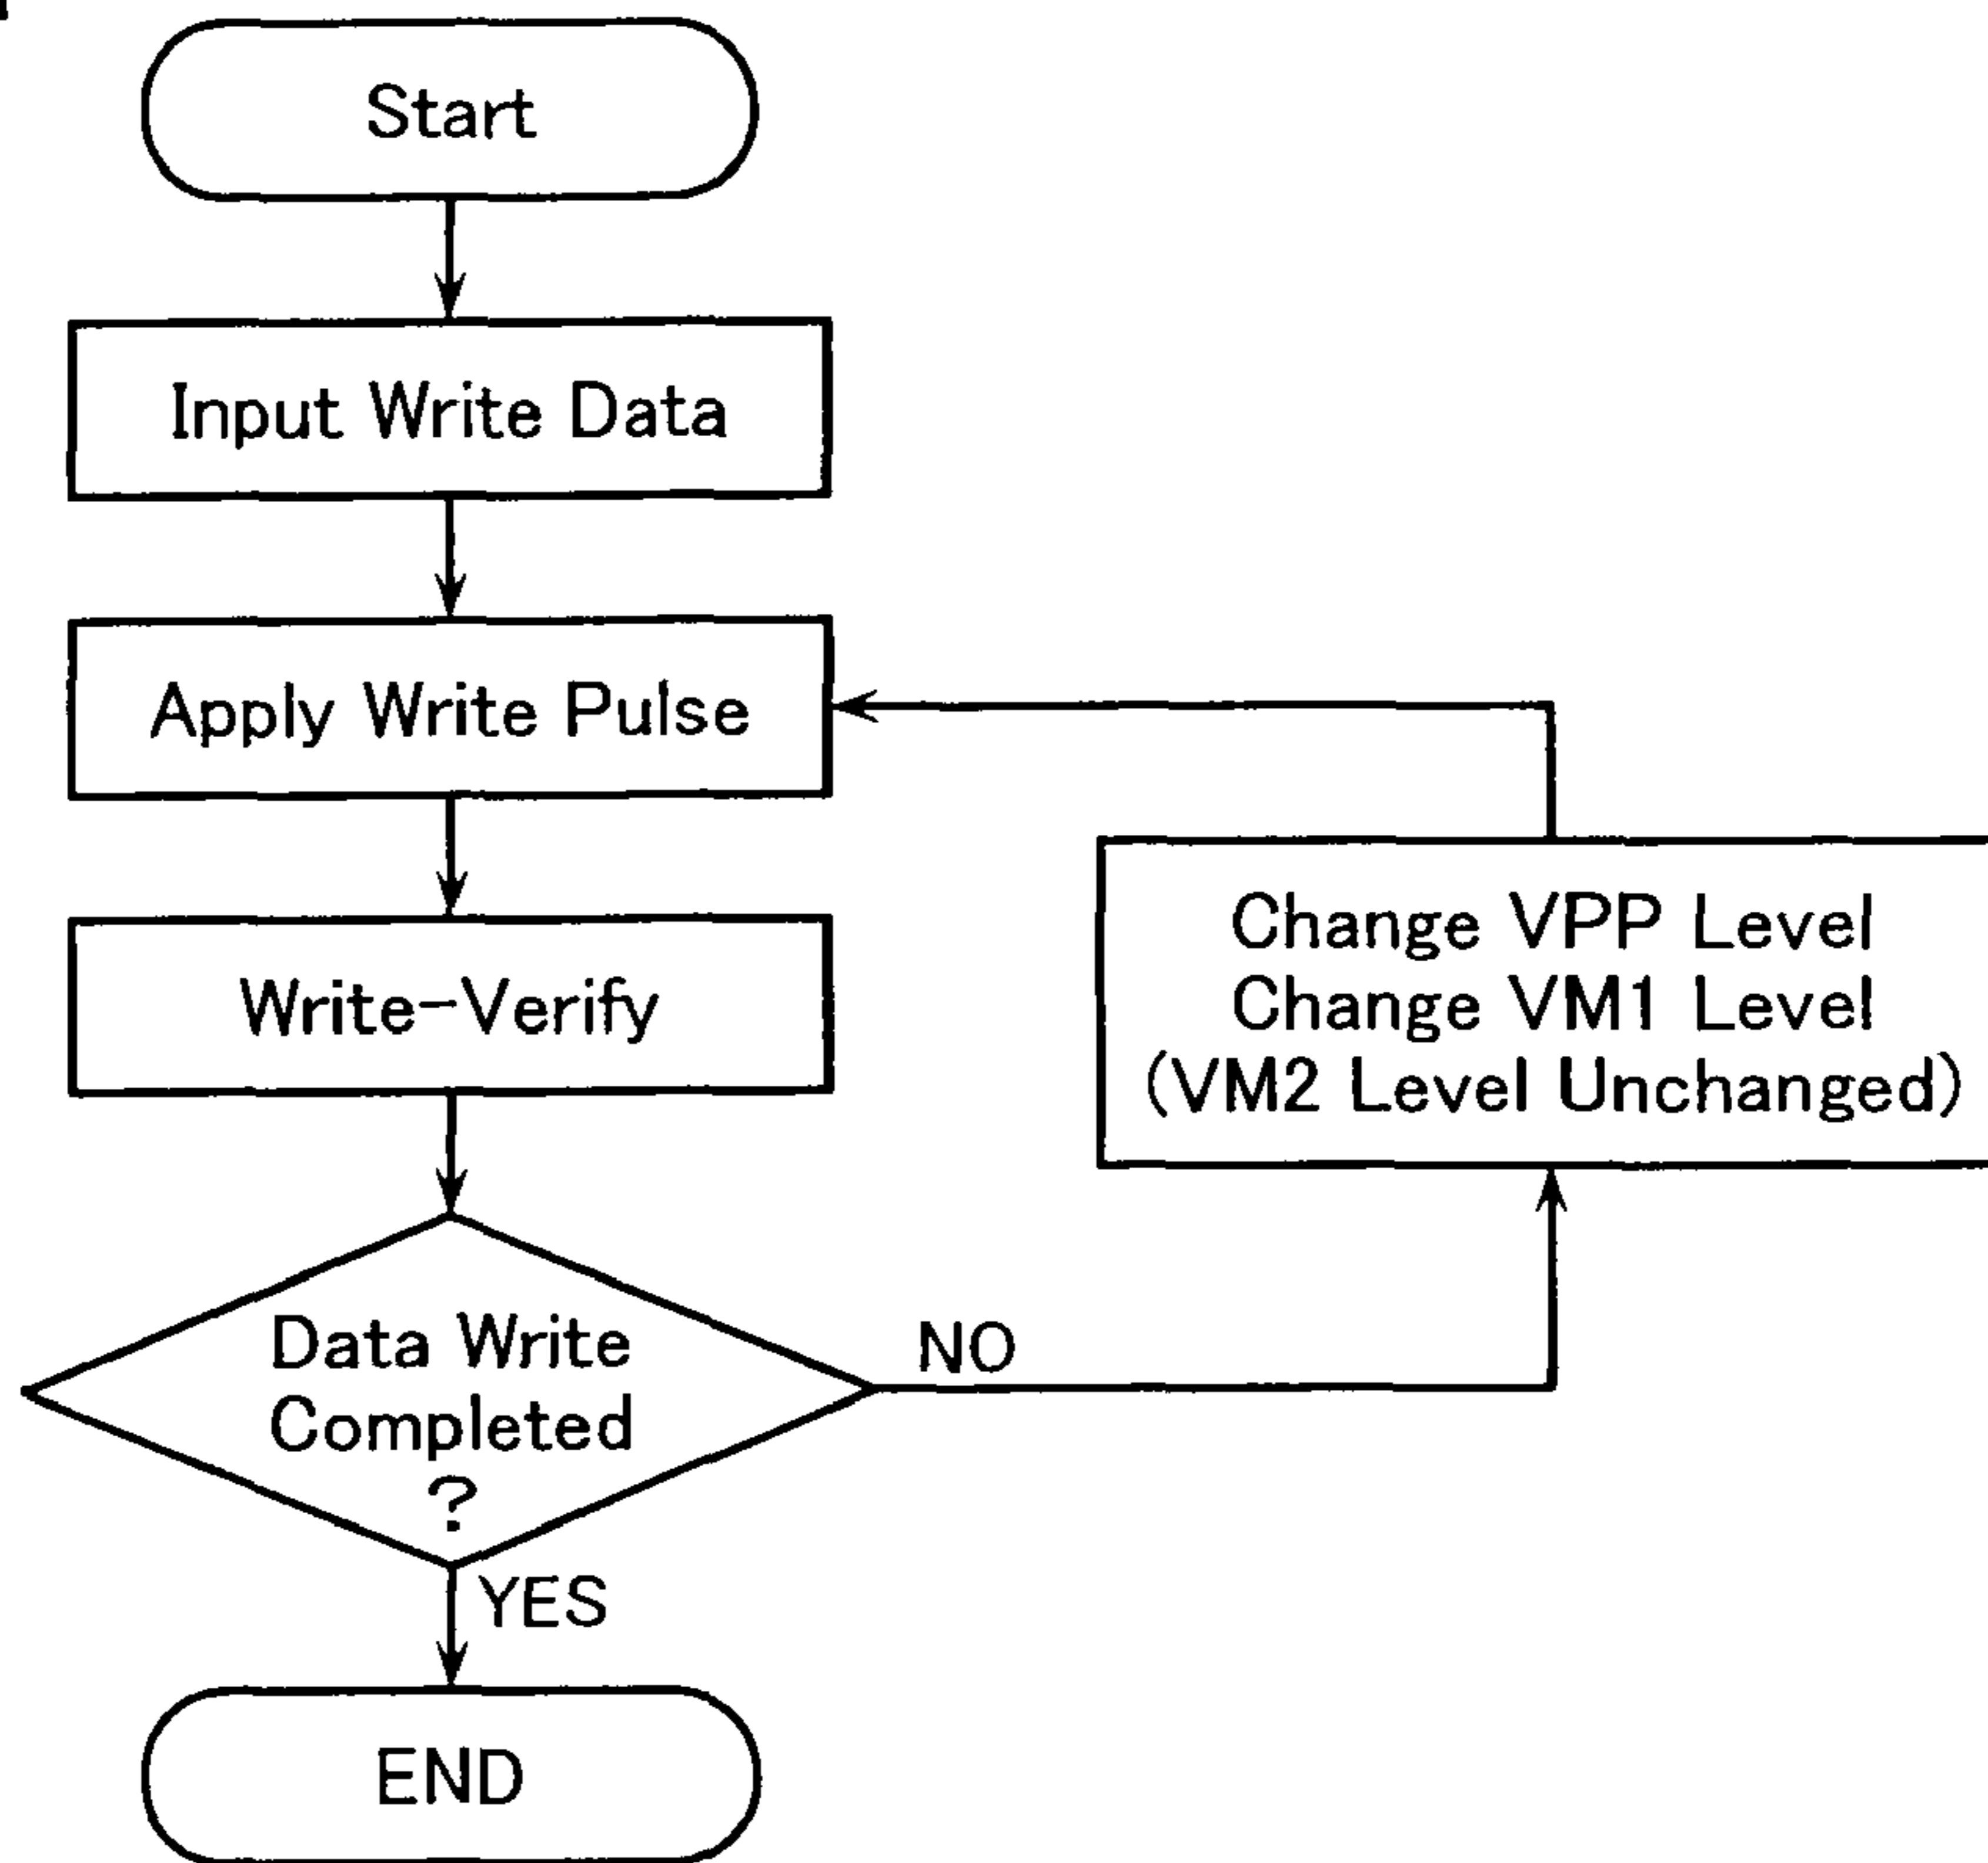 Start
Input Write Data
Apply Write Pulse
Write-Verify
Change VPP Level
Change VM1 Level
(VM2 Level Unchanged)
Data Write
Completed
?
NO
YES
END